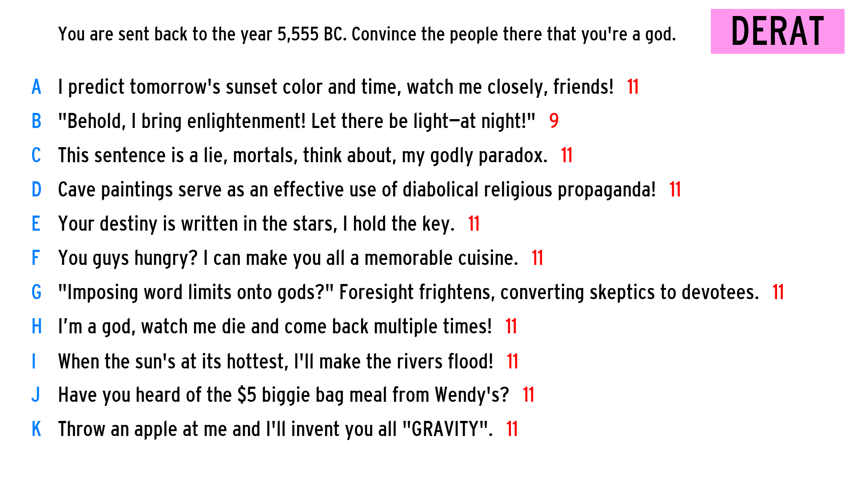 You are sent back to the year 5,555 BC. Convince the people there that you're a god.
DERAT
A I predict tomorrow's sunset color and time, watch me closely, friends! 11
B "Behold, I bring enlightenment! Let there be light—at night!" 9
C This sentence is a lie, mortals, think about, my godly paradox. 11
D Cave paintings serve as an effective use of diabolical religious propaganda! 11
E Your destiny is written in the stars, I hold the key. 11
F You guys hungry? I can make you all a memorable cuisine. 11
G "Imposing word limits onto gods?" Foresight frightens, converting skeptics to devotees. 11
H I'm a god, watch me die and come back multiple times! 11
I When the sun's at its hottest, I'll make the rivers flood! 11
J Have you heard of the $5 biggie bag meal from Wendy's? 11
K Throw an apple at me and I'll invent you all "GRAVITY". 11